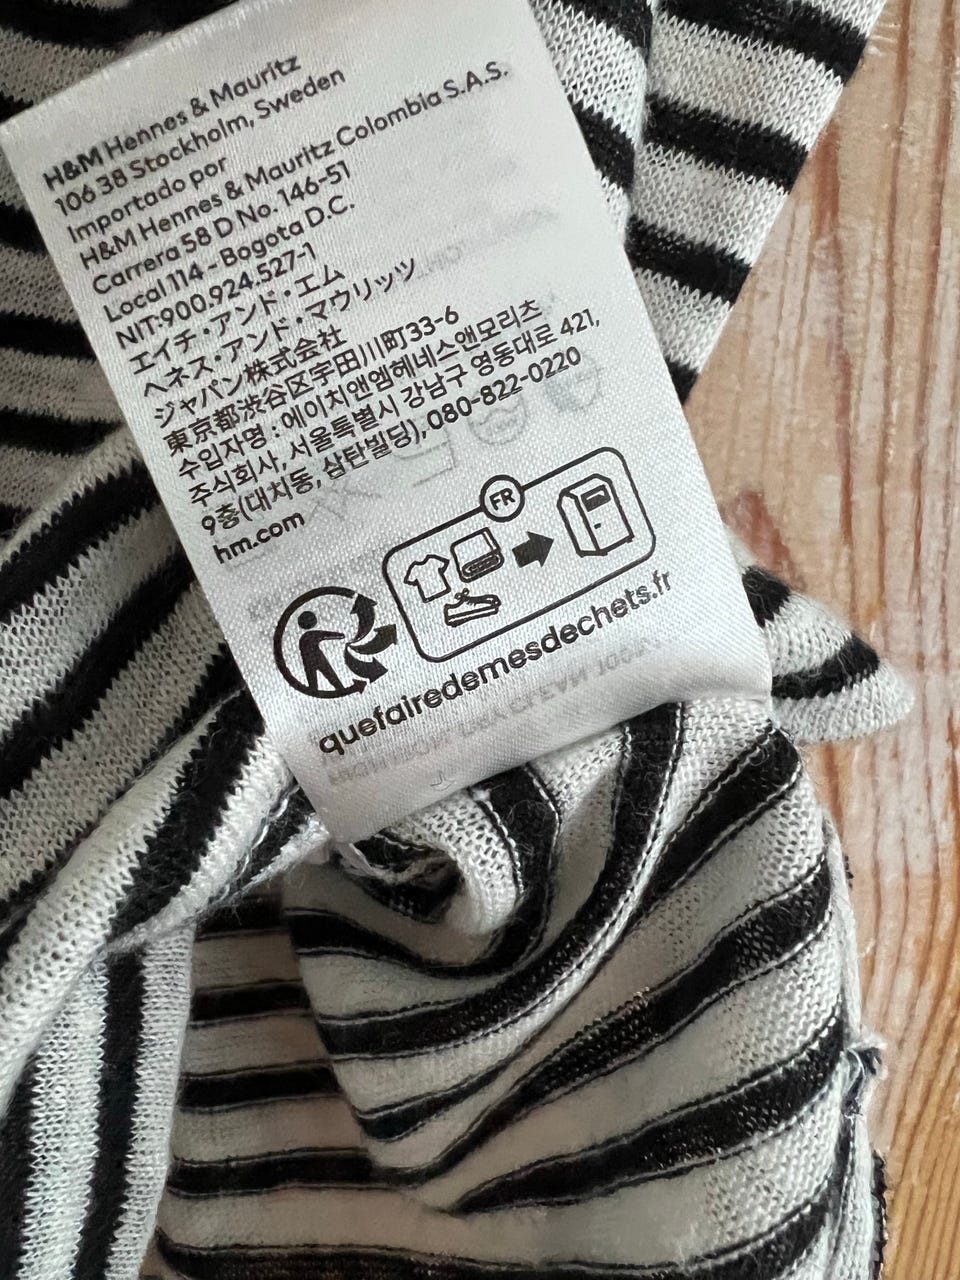 H&M Hennes & Mauritz
106 38 Stockholm, Sweden
Importado por
H&M Hennes & Mauritz Colombia S.A.S.
Carrera 58 D No. 146-51
Local 114 - Bogota D.C.
NIT:900.924.527-1
エイチ・アンド・エム
ヘネス・アンド・マウリッツ
ジャパン株式会社
東京都渋谷区宇田川町33-6
수입자명 : 에이치앤엠헤네스앤모리츠
주식회사, 서울특별시 강남구 영동대로 421,
9층(대치동, 삼탄빌딩), 080-822-0220
hm.com
FR
quefairedemesdechets.fr